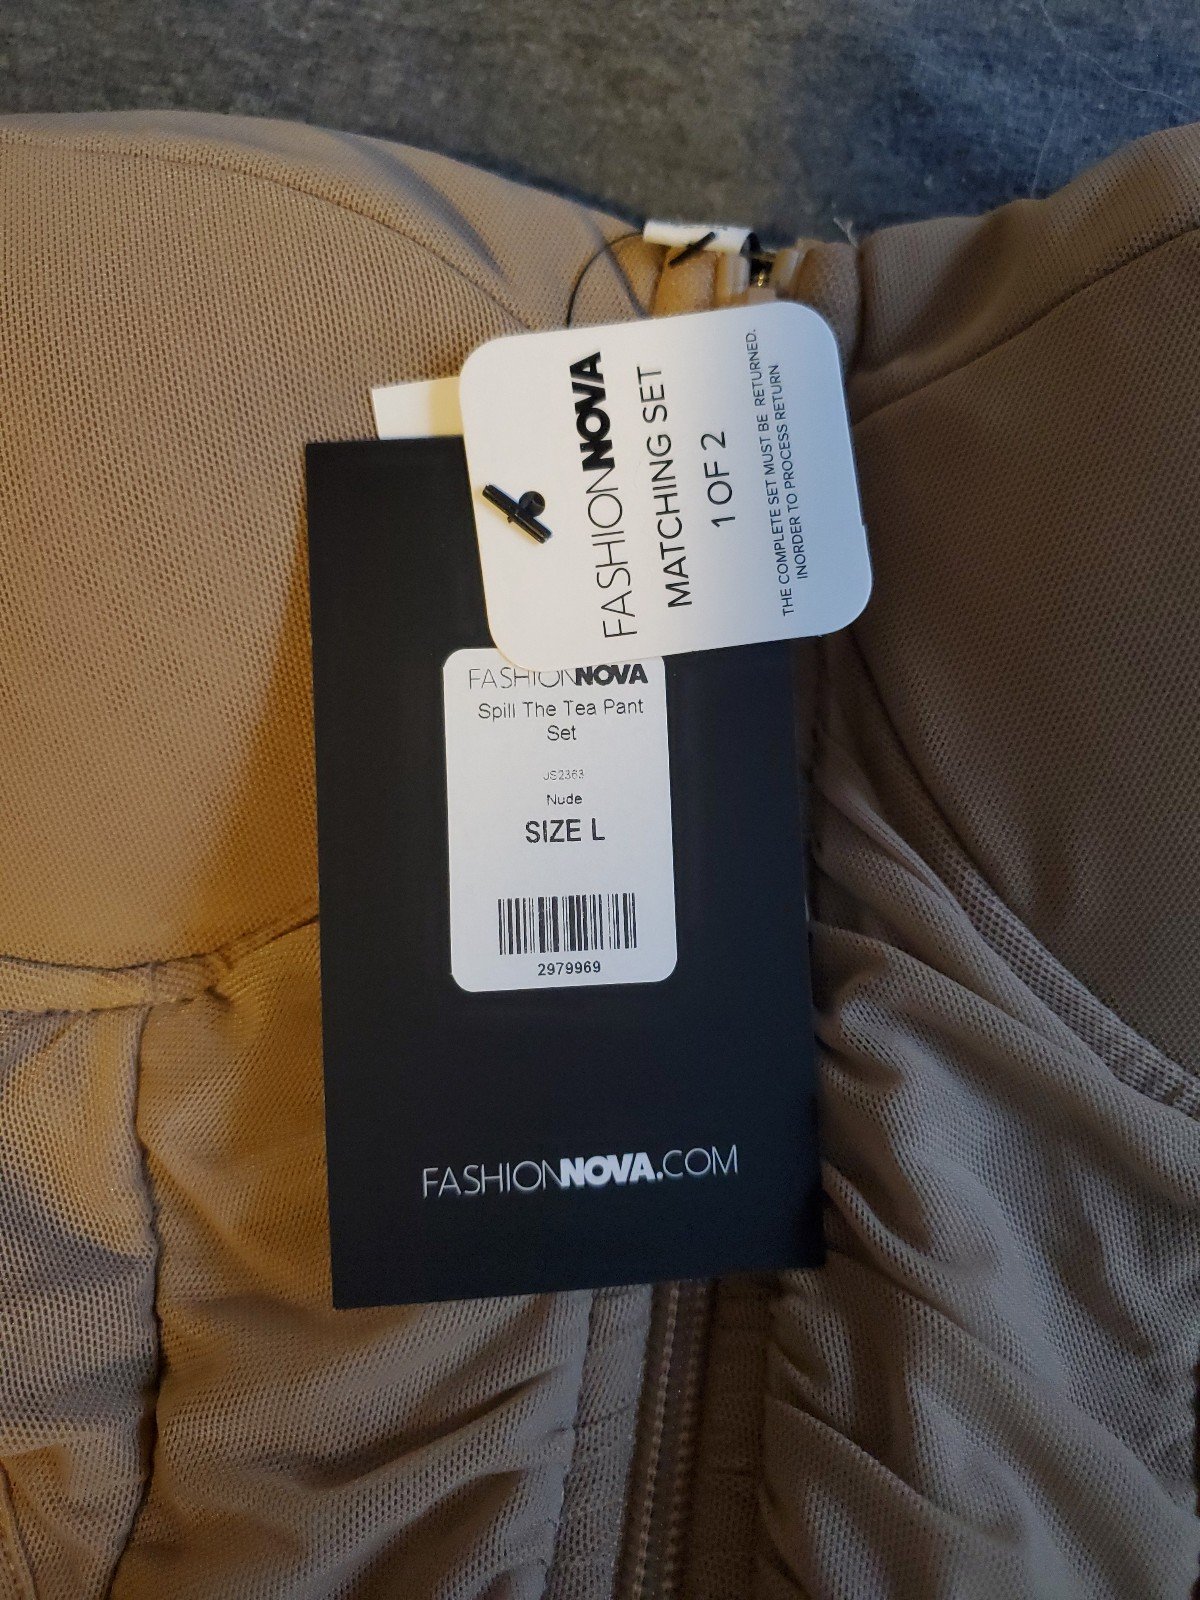 FASHIONNOVA
MATCHING SET
1 OF 2
THE COMPLETE SET MUST BE RETURNED.
INORDER TO PROCESS RETURN
FASHIONNOVA
Spill The Tea Pant
Set
JS2363
Nude
SIZE L
2979969
FASHIONNOVA.COM